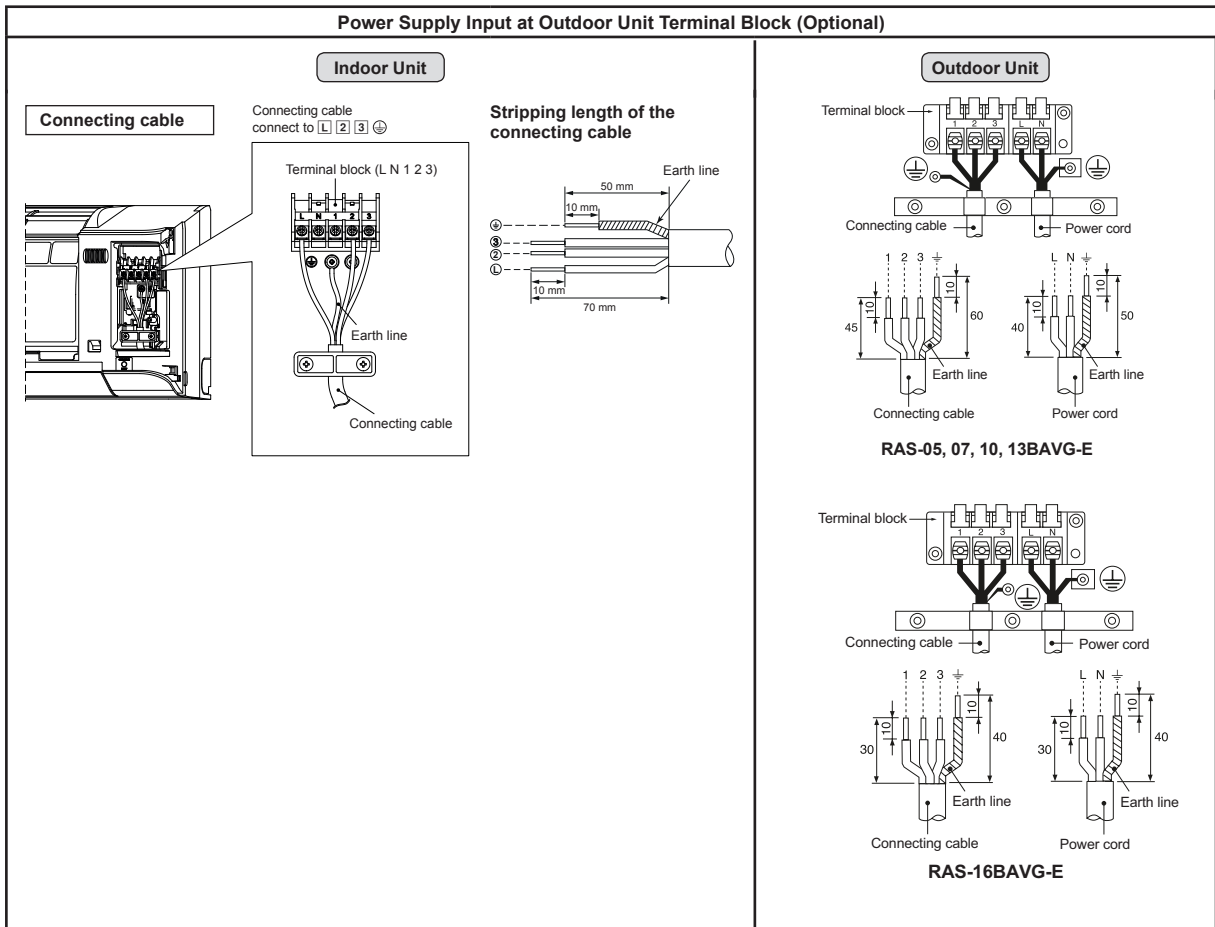 Power Supply Input at Outdoor Unit Terminal Block (Optional)
Indoor Unit
Connecting cable
Connecting cable
connect to L 2 3 ⏚
Terminal block (L N 1 2 3)
L N 1 2 3
Earth line
Connecting cable
Stripping length of the
connecting cable
Earth line
50 mm
10 mm
⏚
3
2
L
10 mm
70 mm
Outdoor Unit
Terminal block
1 2 3 L N
⏚ ⏚
Connecting cable
Power cord
1 2 3 ⏚
10
10
45
60
Earth line
Connecting cable
L N ⏚
10
10
40
50
Earth line
Power cord
RAS-05, 07, 10, 13BAVG-E
Terminal block
1 2 3 L N
⏚ ⏚
Connecting cable
Power cord
1 2 3 ⏚
10
10
30
40
Earth line
Connecting cable
L N ⏚
10
10
30
40
Earth line
Power cord
RAS-16BAVG-E